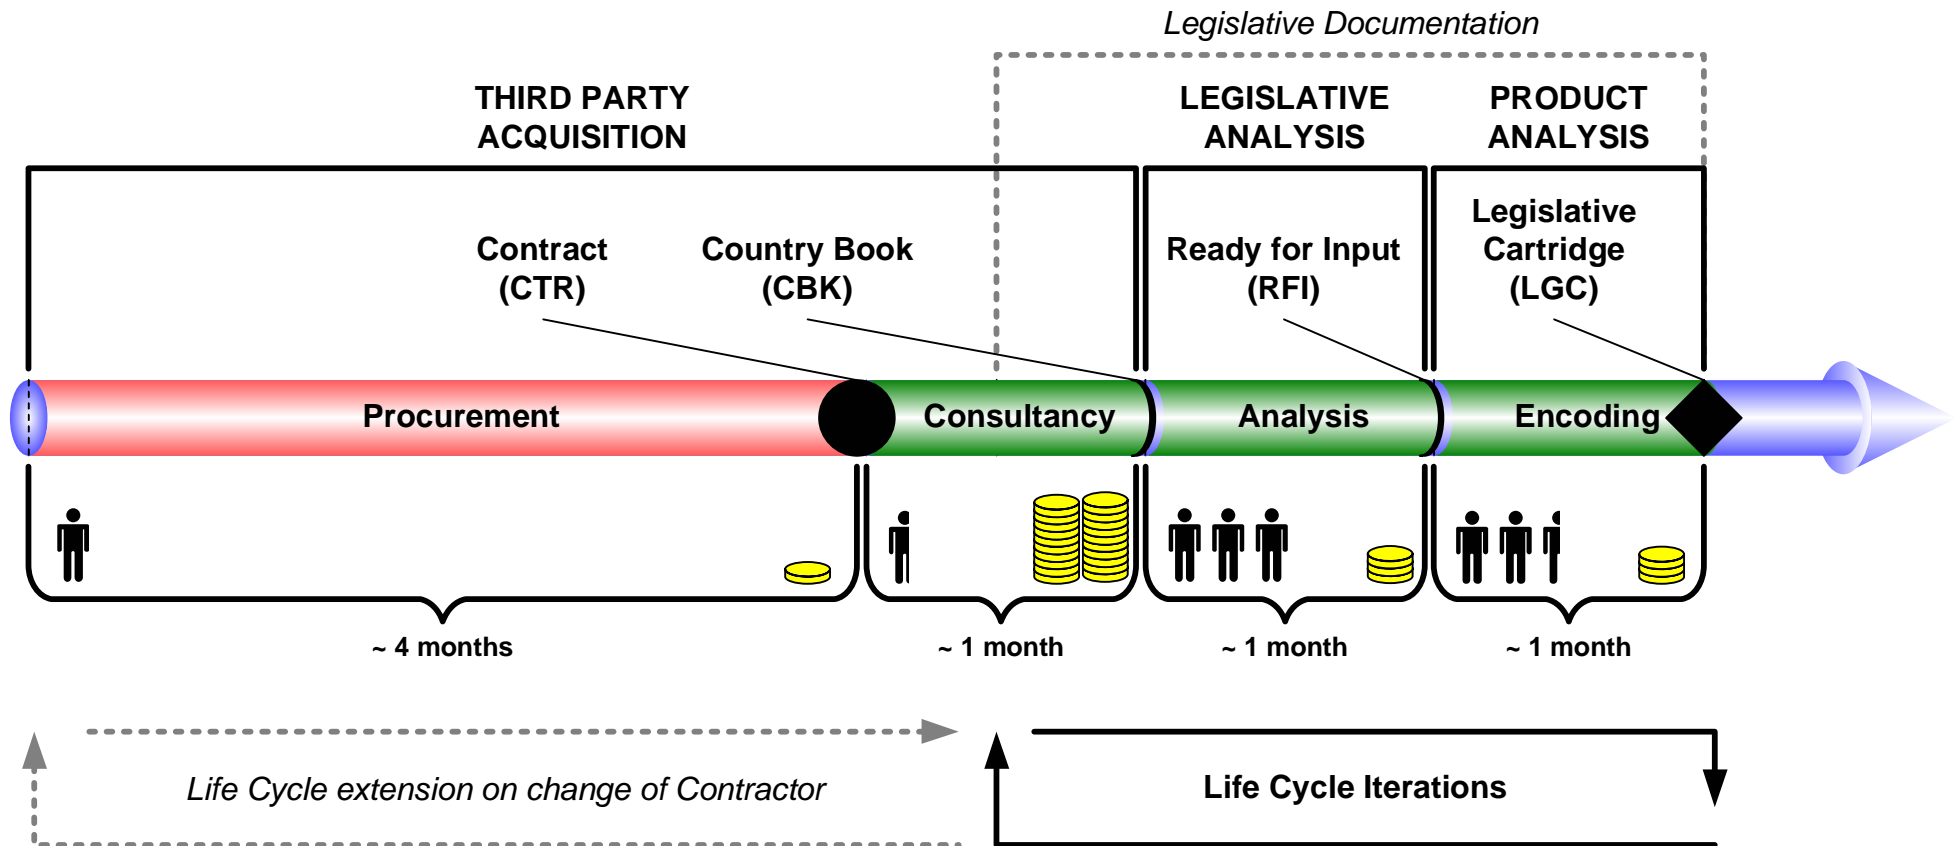 Legislative Documentation
THIRD PARTY
ACQUISITION
LEGISLATIVE
ANALYSIS
PRODUCT
ANALYSIS
Contract
(CTR)
Country Book
(CBK)
Ready for Input
(RFI)
Legislative
Cartridge
(LGC)
Procurement
Consultancy
Analysis
Encoding
~ 4 months
~ 1 month
~ 1 month
~ 1 month
Life Cycle extension on change of Contractor
Life Cycle Iterations